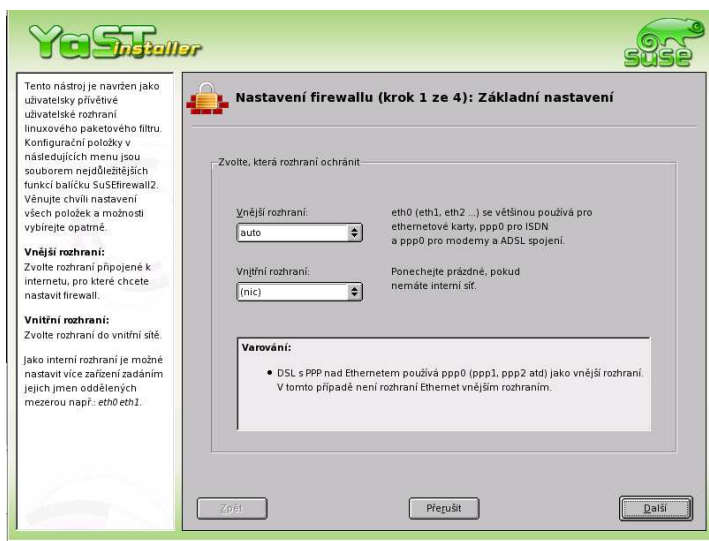 YaST
Installer
SuSE
Tento nástroj je navržen jako
uživatelsky přívětivé
uživatelské rozhraní
linuxového paketového filtru.
Konfigurační položky v
následujících menu jsou
souborem nejdůležitějších
funkcí balíčku SuSEfirewall2.
Věnujte chvíli nastavení
všech položek a možnosti
vybírejte opatrně.
Vnější rozhraní:
Zvolte rozhraní připojené k
internetu, pro které chcete
nastavit firewall.
Vnitřní rozhraní:
Zvolte rozhraní do vnitřní sítě.
Jako interní rozhraní je možné
nastavit více zařízení zadáním
jejich jmen oddělených
mezerou např.: eth0 eth1.
Nastavení firewallu (krok 1 ze 4): Základní nastavení
Zvolte, která rozhraní ochránit
Vnější rozhraní:
auto
eth0 (eth1, eth2 ...) se většinou používá pro
ethernetové karty, ppp0 pro ISDN
a ppp0 pro modemy a ADSL spojení.
Vnitřní rozhraní:
(nic)
Ponechejte prázdné, pokud
nemáte interní síť.
Varování:
• DSL s PPP nad Ethernetem používá ppp0 (ppp1, ppp2 atd) jako vnější rozhraní.
V tomto případě není rozhraní Ethernet vnějším rozhraním.
Zpět
Přerušit
Další